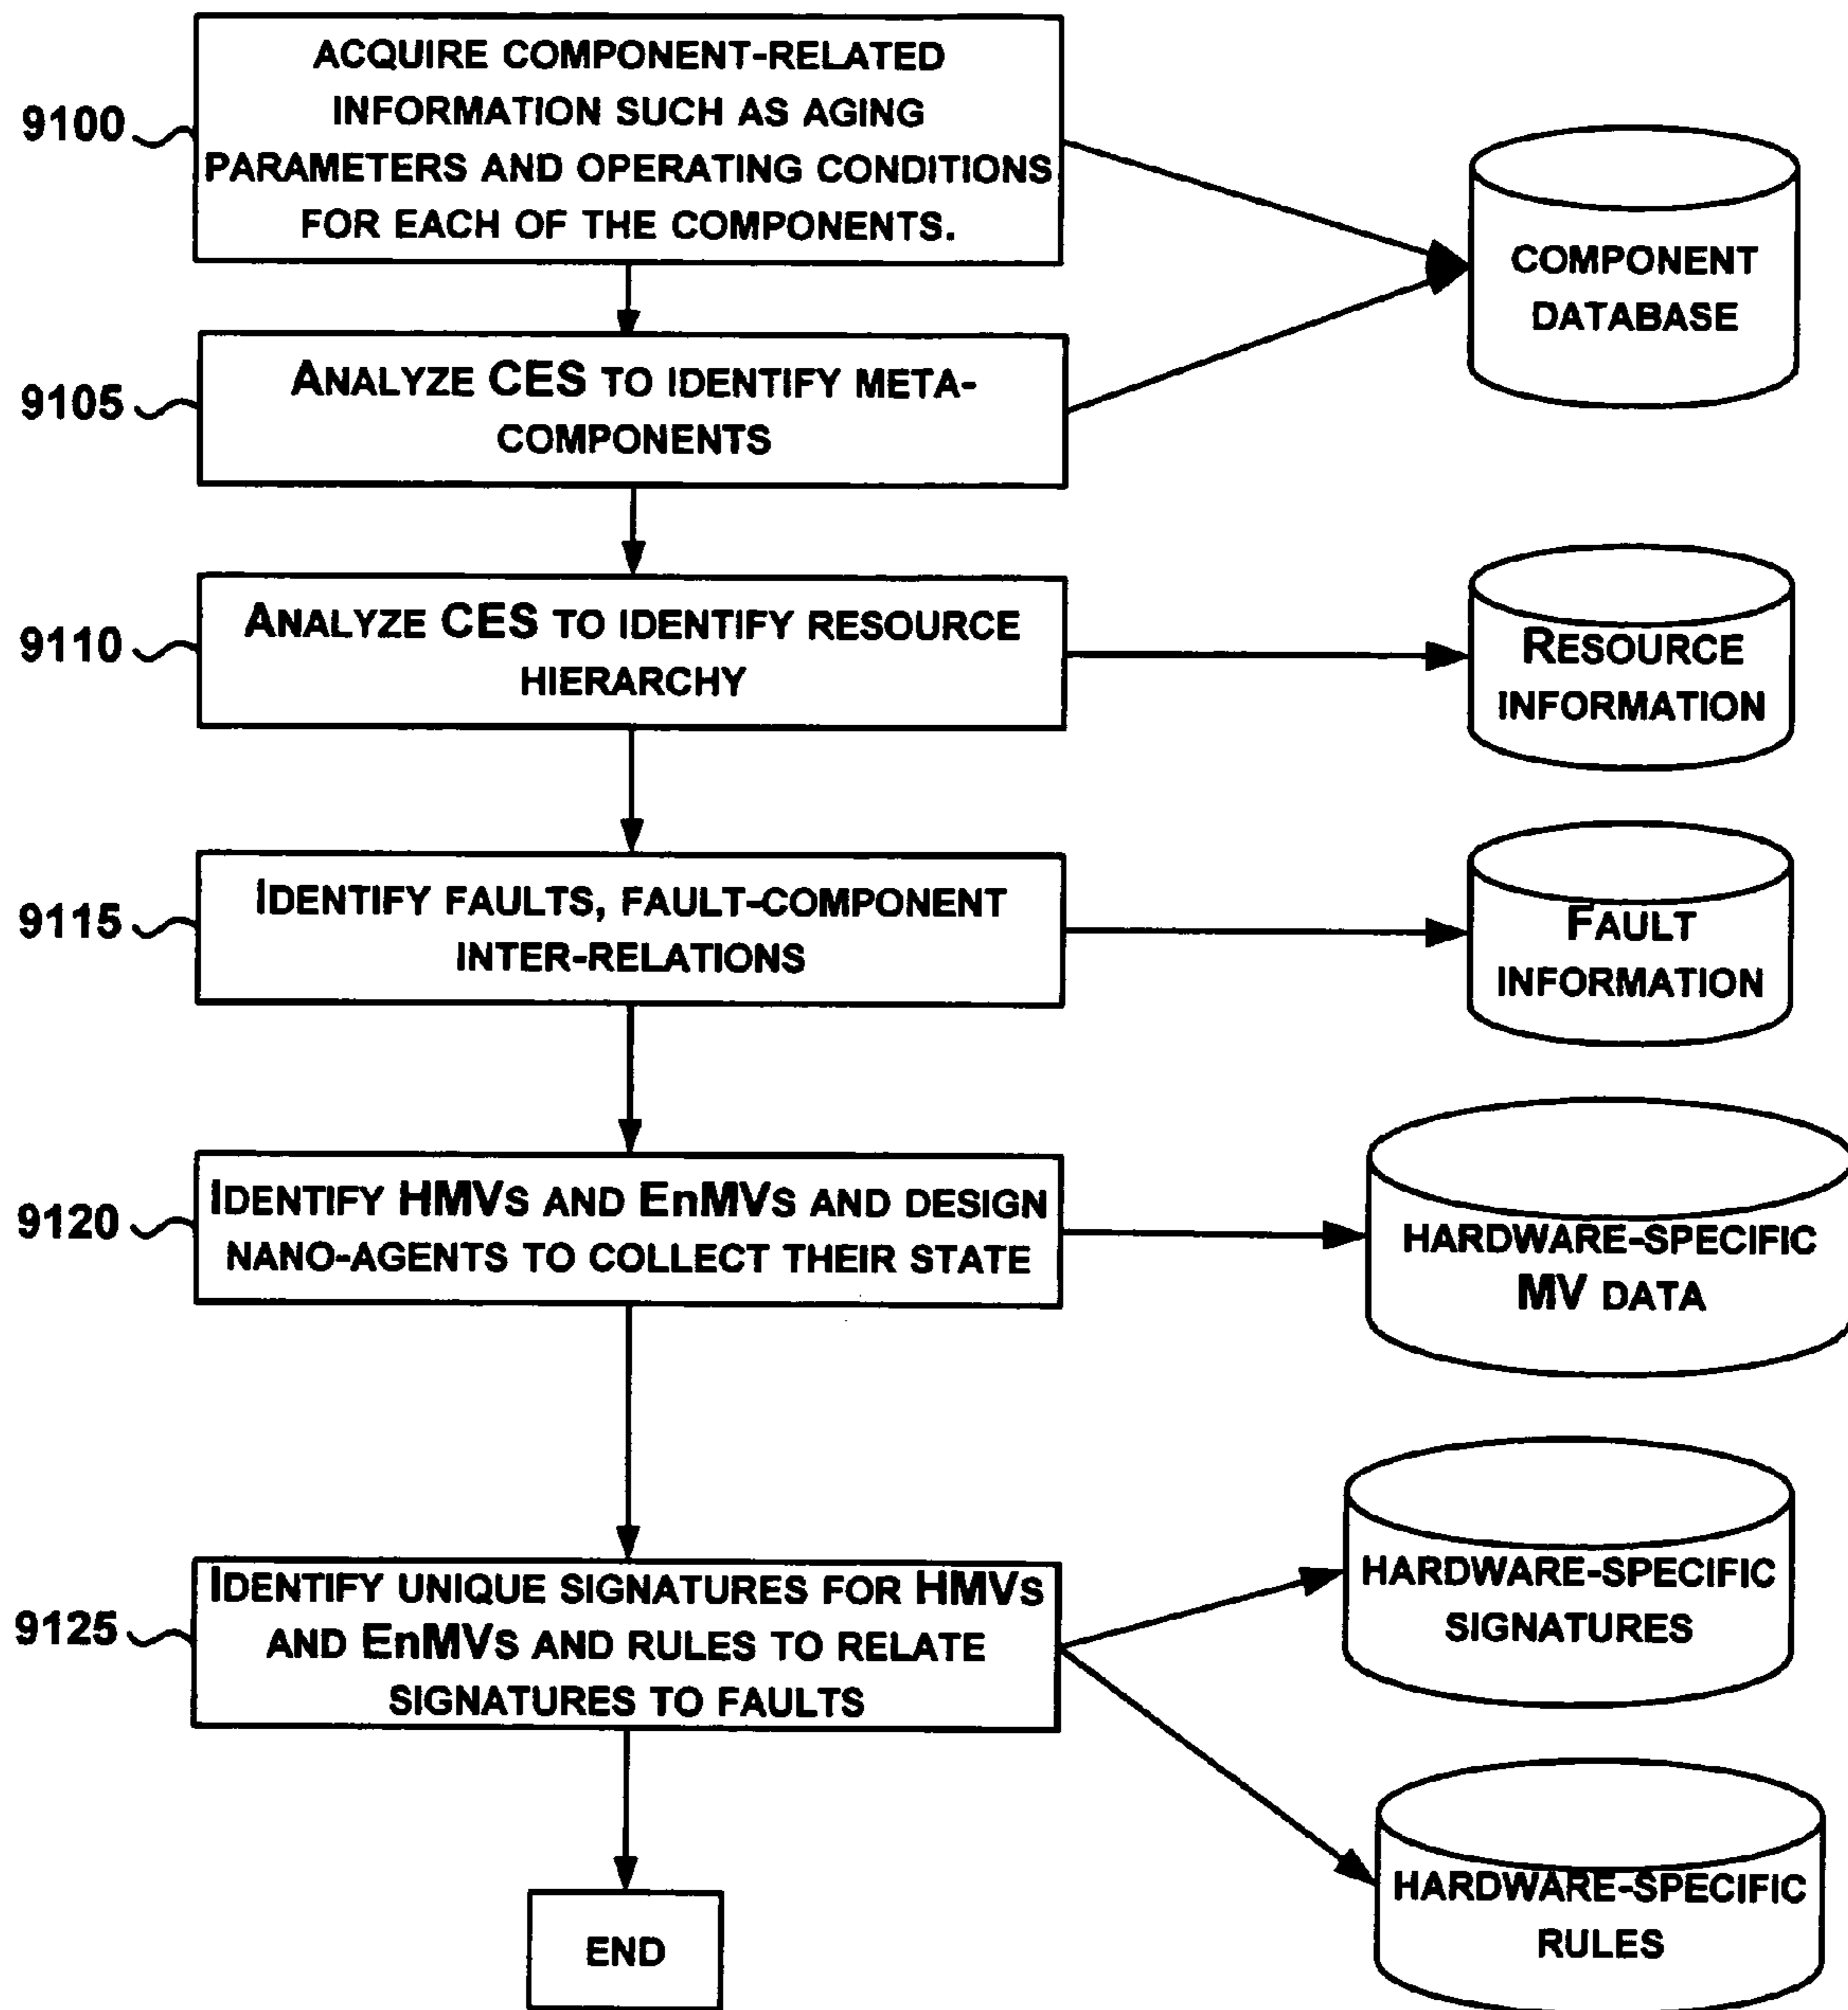 ACQUIRE COMPONENT-RELATED
INFORMATION SUCH AS AGING
PARAMETERS AND OPERATING CONDITIONS
FOR EACH OF THE COMPONENTS.
9100
COMPONENT
DATABASE
ANALYZE CES TO IDENTIFY META-
COMPONENTS
9105
ANALYZE CES TO IDENTIFY RESOURCE
HIERARCHY
9110
RESOURCE
INFORMATION
IDENTIFY FAULTS, FAULT-COMPONENT
INTER-RELATIONS
9115
FAULT
INFORMATION
IDENTIFY HMVS AND EnMVS AND DESIGN
NANO-AGENTS TO COLLECT THEIR STATE
9120
HARDWARE-SPECIFIC
MV DATA
IDENTIFY UNIQUE SIGNATURES FOR HMVS
AND EnMVS AND RULES TO RELATE
SIGNATURES TO FAULTS
9125
HARDWARE-SPECIFIC
SIGNATURES
HARDWARE-SPECIFIC
RULES
END